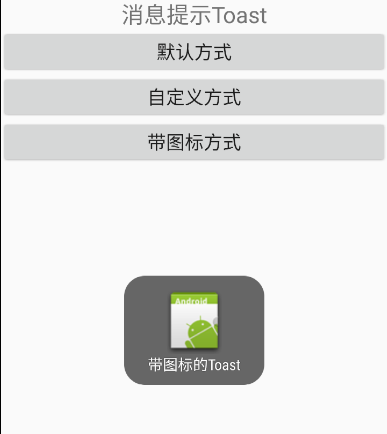 消息提示Toast
默认方式
自定义方式
带图标方式
Android
带图标的Toast